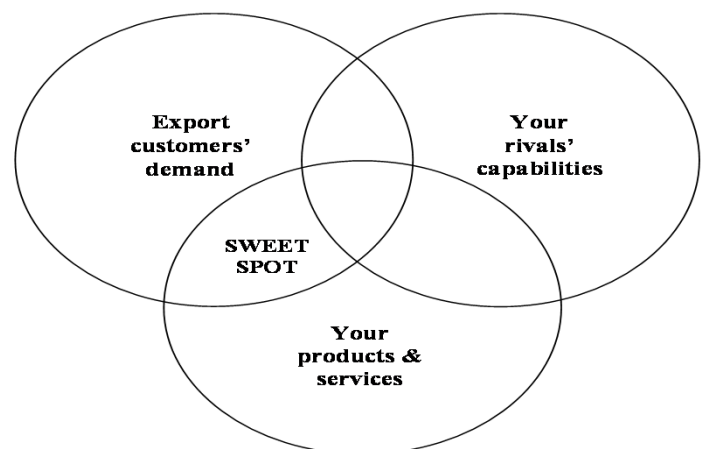 Export
customers’
demand
Your
rivals’
capabilities
SWEET
SPOT
Your
products &
services